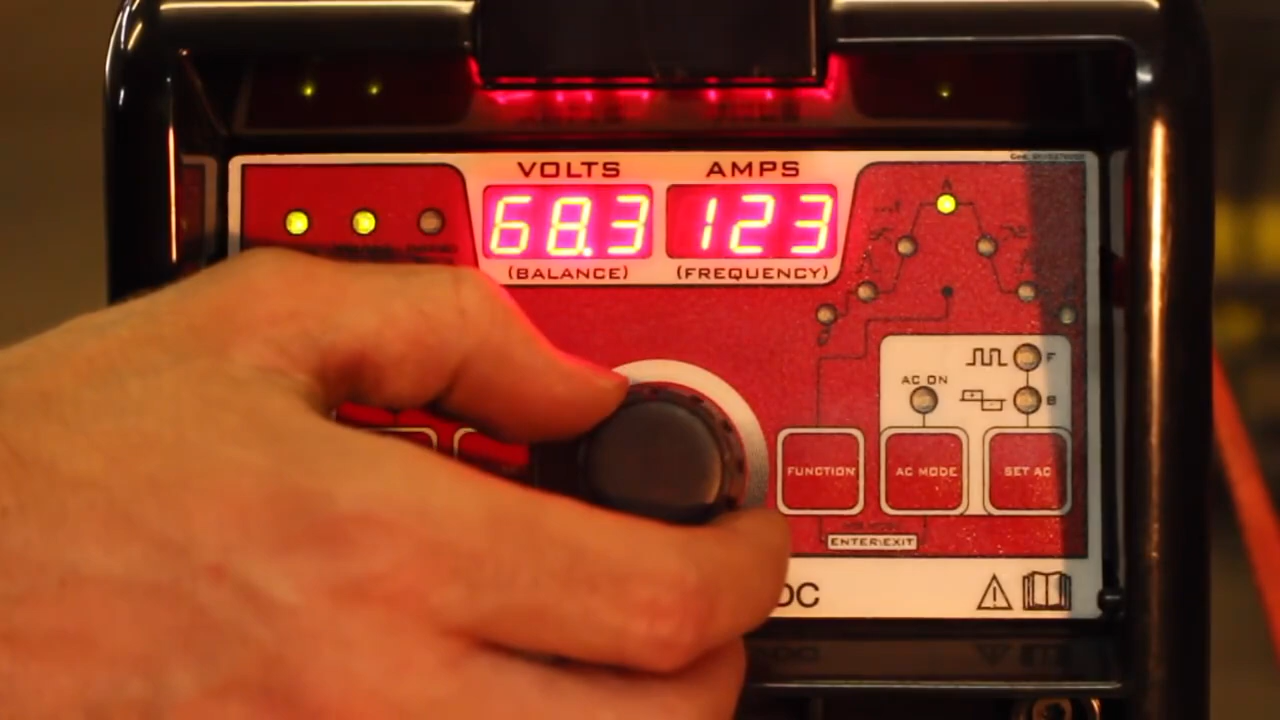 VOLTS AMPS
68.3 123
(BALANCE) (FREQUENCY)
A
F
AC ON
B
FUNCTION AC MODE SET AC
ENTER\EXIT
DC